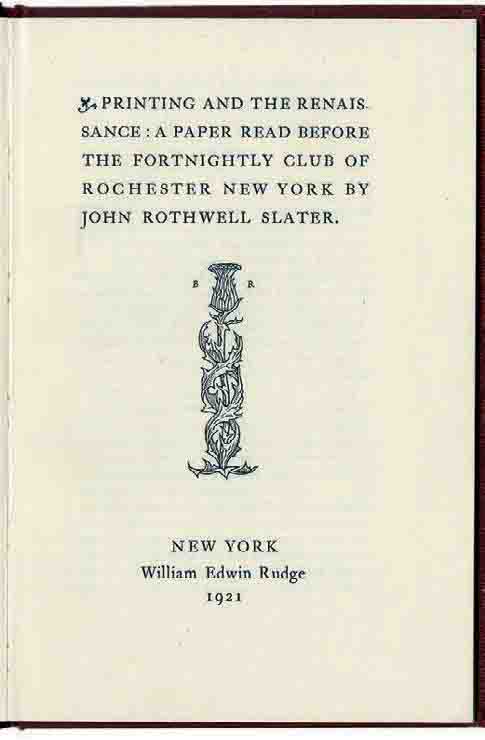 PRINTING AND THE RENAIS-
SANCE: A PAPER READ BEFORE
THE FORTNIGHTLY CLUB OF
ROCHESTER NEW YORK BY
JOHN ROTHWELL SLATER.
B R
NEW YORK
William Edwin Rudge
1921